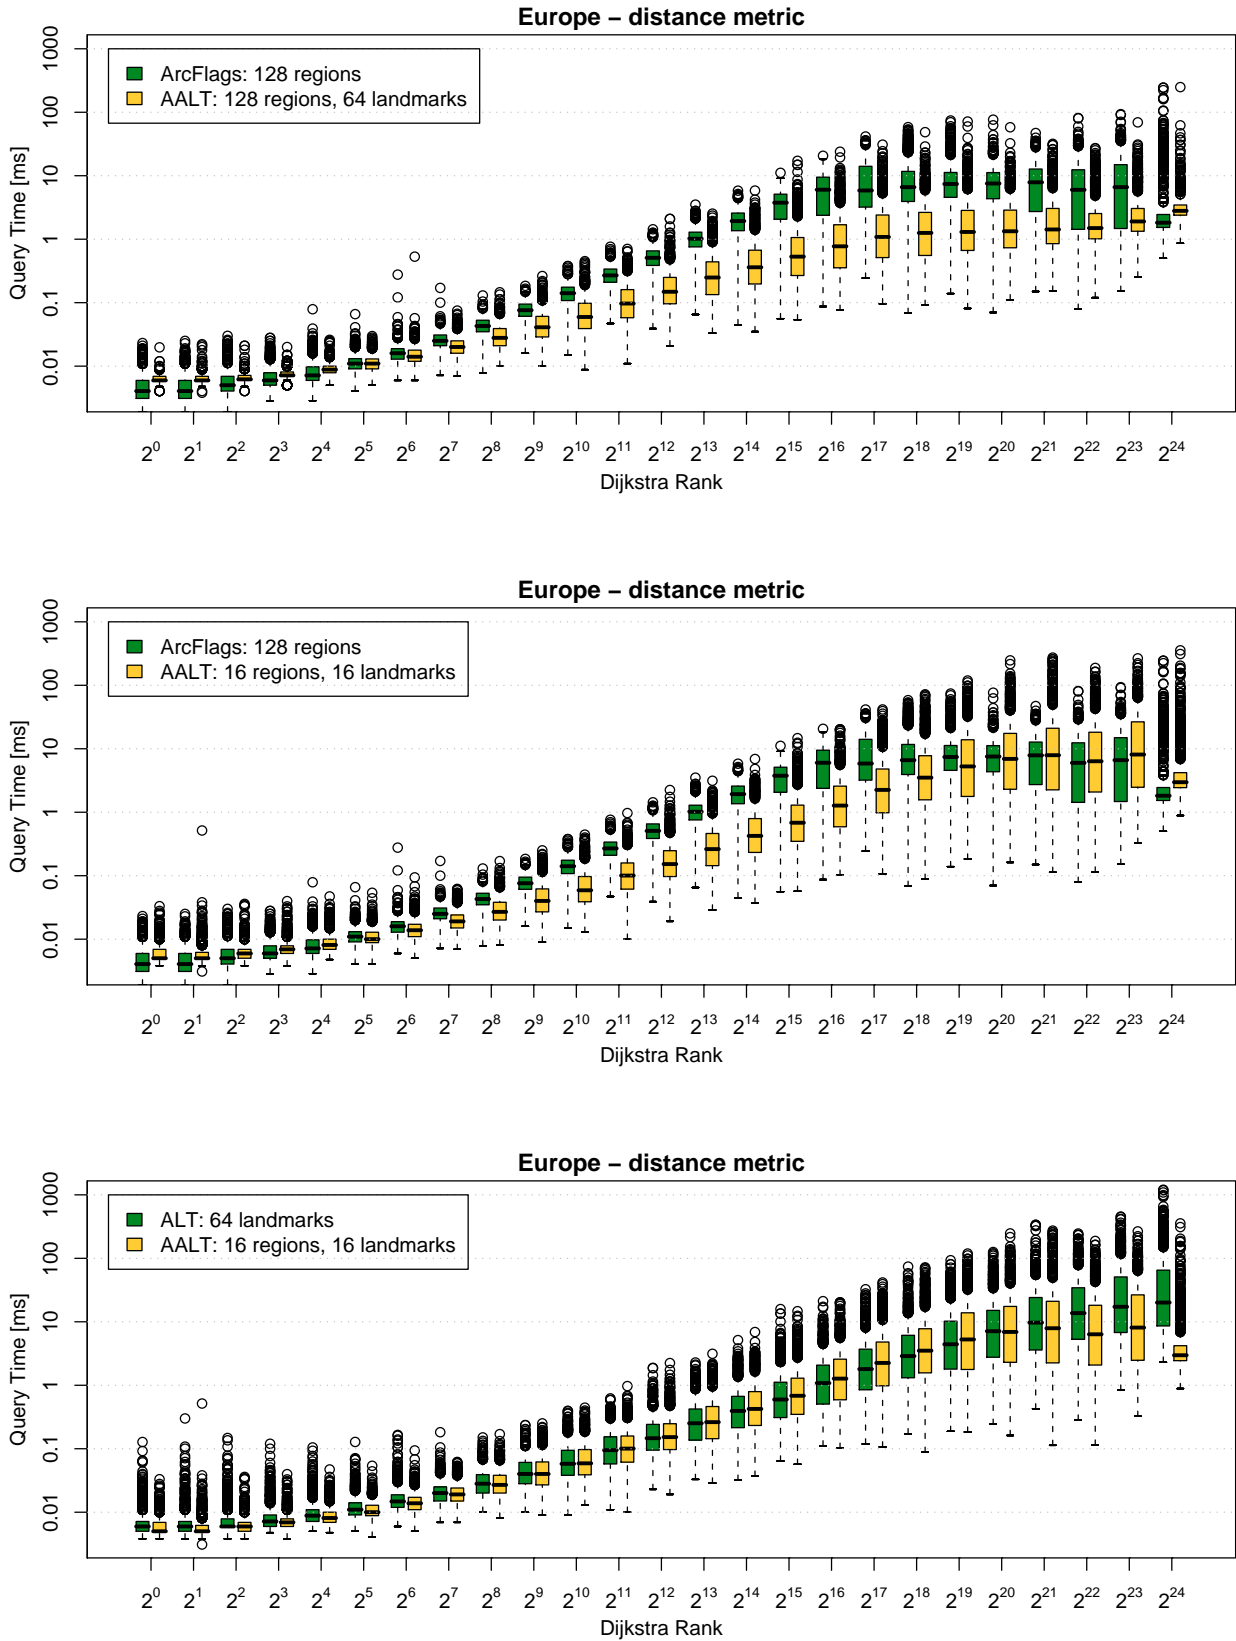 Europe − distance metric
ArcFlags: 128 regions
AALT: 128 regions, 64 landmarks
Query Time [ms]
1000
100
10
1
0.1
0.01
2^0 2^1 2^2 2^3 2^4 2^5 2^6 2^7 2^8 2^9 2^10 2^11 2^12 2^13 2^14 2^15 2^16 2^17 2^18 2^19 2^20 2^21 2^22 2^23 2^24
Dijkstra Rank
Europe − distance metric
ArcFlags: 128 regions
AALT: 16 regions, 16 landmarks
Query Time [ms]
1000
100
10
1
0.1
0.01
2^0 2^1 2^2 2^3 2^4 2^5 2^6 2^7 2^8 2^9 2^10 2^11 2^12 2^13 2^14 2^15 2^16 2^17 2^18 2^19 2^20 2^21 2^22 2^23 2^24
Dijkstra Rank
Europe − distance metric
ALT: 64 landmarks
AALT: 16 regions, 16 landmarks
Query Time [ms]
1000
100
10
1
0.1
0.01
2^0 2^1 2^2 2^3 2^4 2^5 2^6 2^7 2^8 2^9 2^10 2^11 2^12 2^13 2^14 2^15 2^16 2^17 2^18 2^19 2^20 2^21 2^22 2^23 2^24
Dijkstra Rank